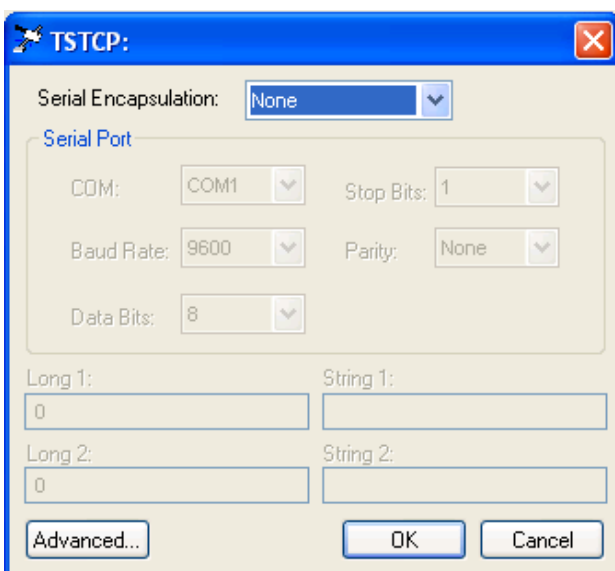 TSTCP:
Serial Encapsulation: None
Serial Port
COM: COM1 Stop Bits: 1
Baud Rate: 9600 Parity: None
Data Bits: 8
Long 1: String 1:
0
Long 2: String 2:
0
Advanced... OK Cancel